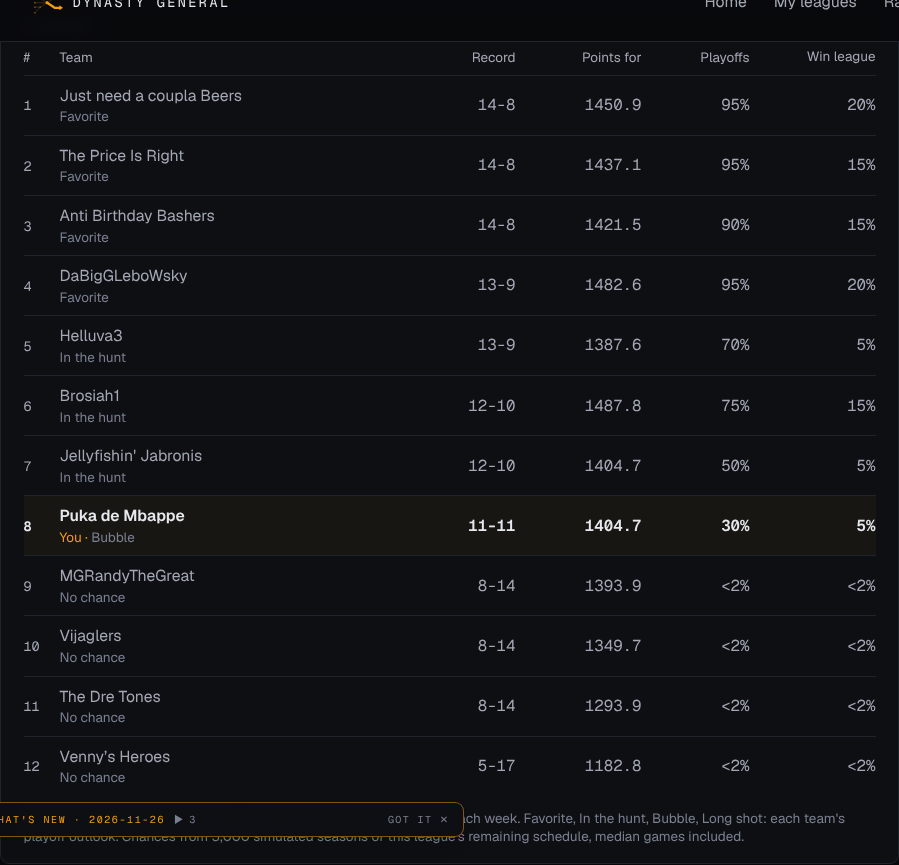 DYNASTY GENERAL
Home My leagues
# Team Record Points for Playoffs Win league
1 Just need a coupla Beers 14-8 1450.9 95% 20%
Favorite
2 The Price Is Right 14-8 1437.1 95% 15%
Favorite
3 Anti Birthday Bashers 14-8 1421.5 90% 15%
Favorite
4 DaBigGLeboWsky 13-9 1482.6 95% 20%
Favorite
5 Helluva3 13-9 1387.6 70% 5%
In the hunt
6 Brosiah1 12-10 1487.8 75% 15%
In the hunt
7 Jellyfishin' Jabronis 12-10 1404.7 50% 5%
In the hunt
8 Puka de Mbappe 11-11 1404.7 30% 5%
You · Bubble
9 MGRandyTheGreat 8-14 1393.9 <2% <2%
No chance
10 Vijaglers 8-14 1349.7 <2% <2%
No chance
11 The Dre Tones 8-14 1293.9 <2% <2%
No chance
12 Venny's Heroes 5-17 1182.8 <2% <2%
No chance
HAT'S NEW · 2026-11-26 ▶ 3 GOT IT × ch week. Favorite, In the hunt, Bubble, Long shot: each team's
playoff outlook. Chances from 5,000 simulated seasons of this league's remaining schedule, median games included.